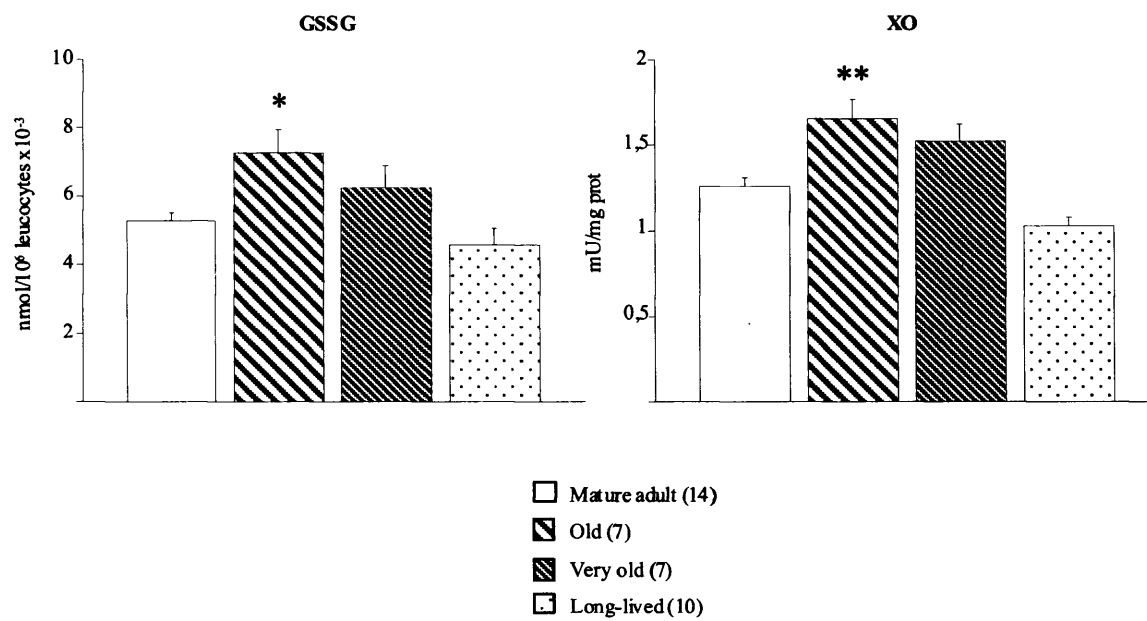 GSSG
10
8
6
4
2
nmol/10⁶ leucocytes x 10⁻³
*
XO
2
1,5
1
0,5
mU/mg prot
**
Mature adult (14)
Old (7)
Very old (7)
Long-lived (10)